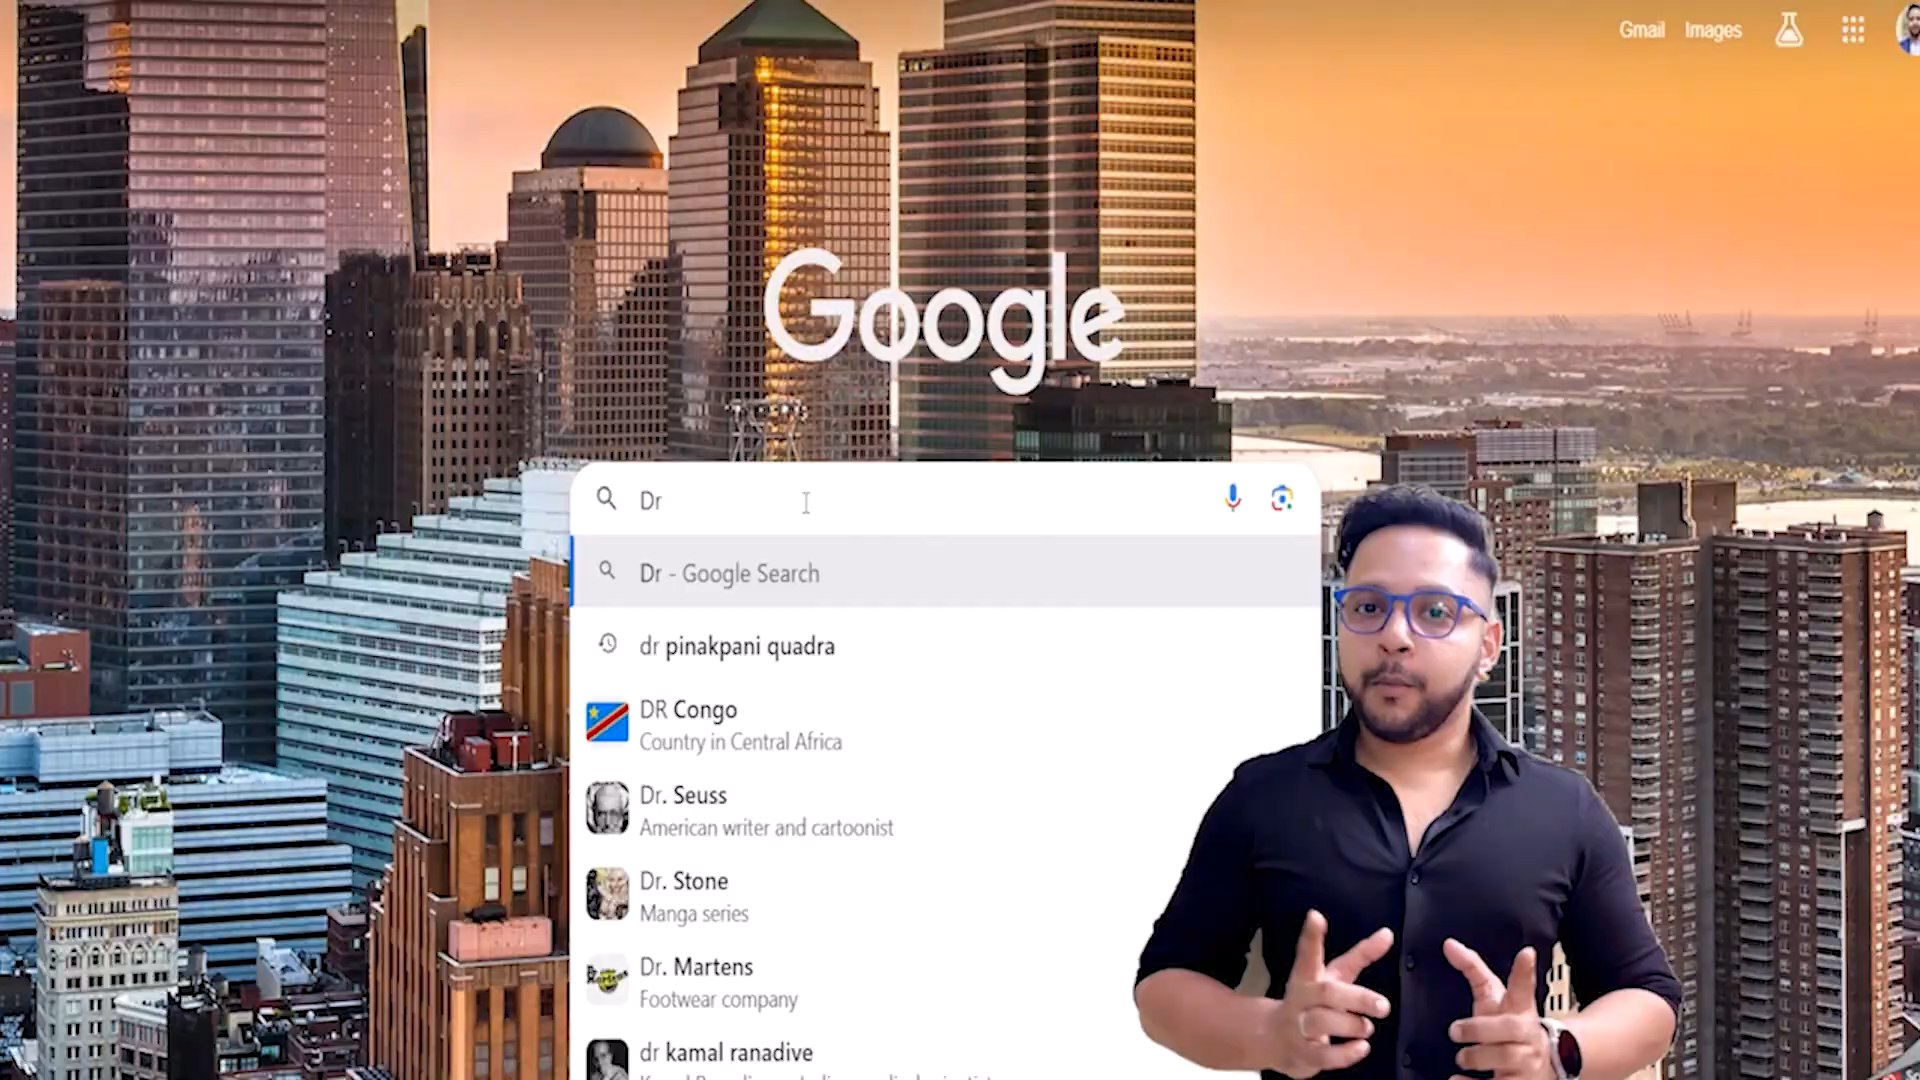 Gmail Images
Google
Dr
Dr - Google Search
dr pinakpani quadra
DR Congo
Country in Central Africa
Dr. Seuss
American writer and cartoonist
Dr. Stone
Manga series
Dr. Martens
Footwear company
dr kamal ranadive